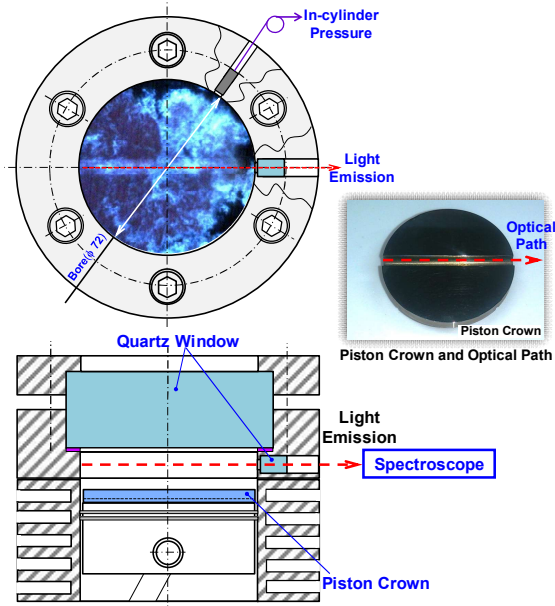 In-cylinder
Pressure
Light
Emission
Bore(ϕ 72)
Optical
Path
Piston Crown
Piston Crown and Optical Path
Quartz Window
Light
Emission
Spectroscope
Piston Crown